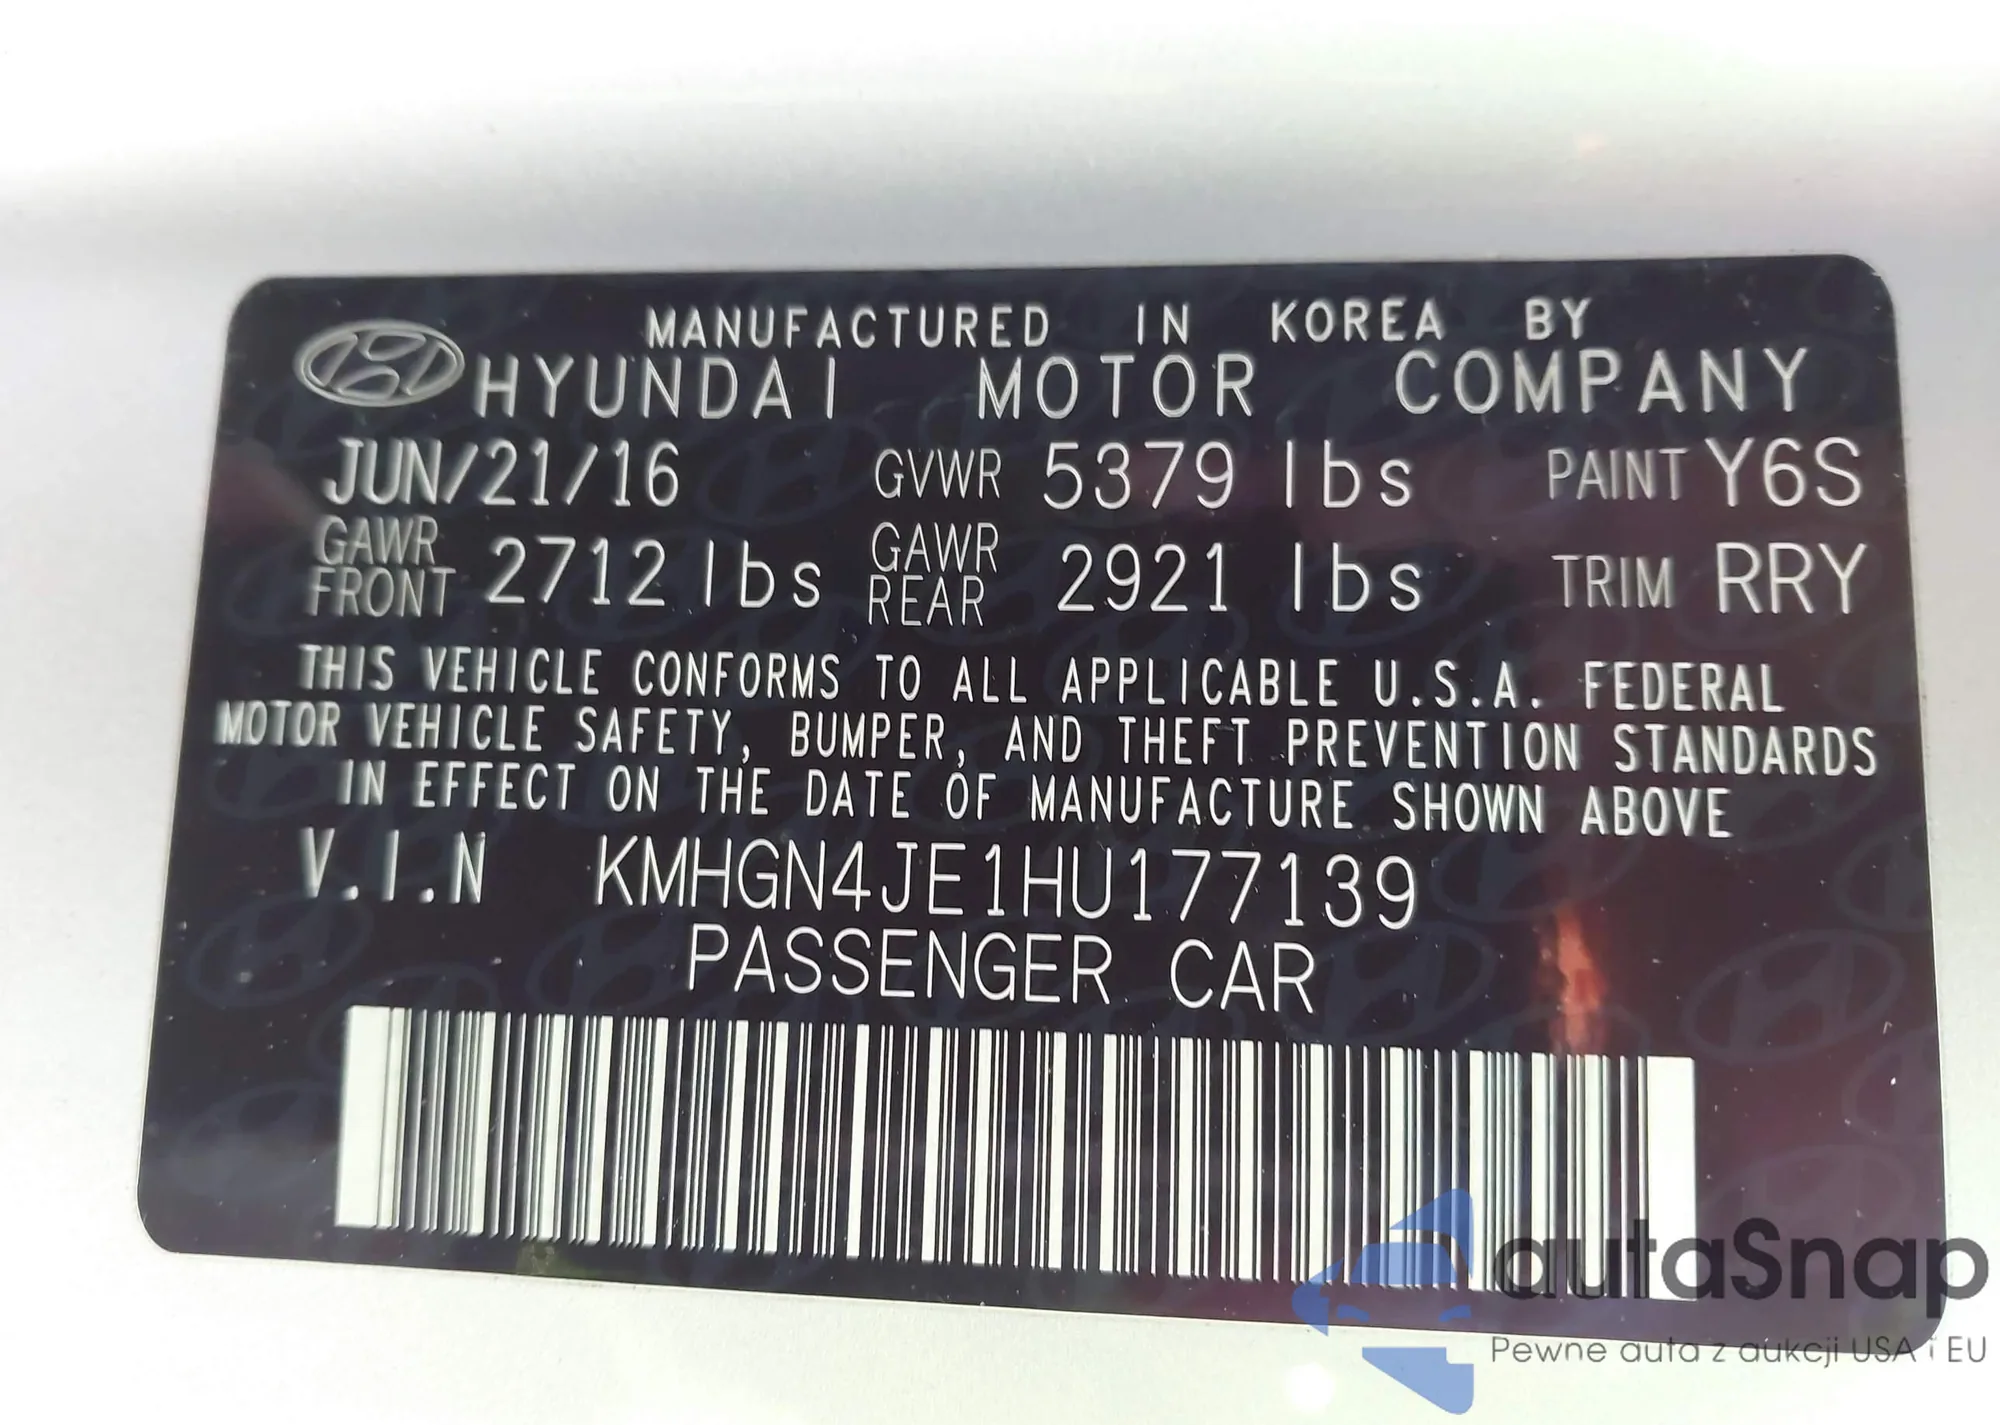 MANUFACTURED IN KOREA BY
HYUNDAI MOTOR COMPANY
JUN/21/16 GVWR 5379 lbs PAINT Y6S
GAWR FRONT 2712 lbs GAWR REAR 2921 lbs TRIM RRY
THIS VEHICLE CONFORMS TO ALL APPLICABLE U.S.A. FEDERAL
MOTOR VEHICLE SAFETY, BUMPER, AND THEFT PREVENTION STANDARDS
IN EFFECT ON THE DATE OF MANUFACTURE SHOWN ABOVE
V.I.N KMHGN4JE1HU177139
PASSENGER CAR
autaSnap
Pewne auta z aukcji USA i EU